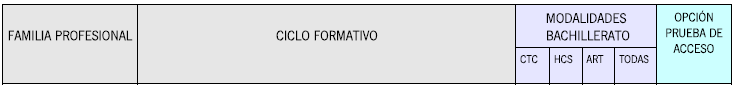 FAMILIA PROFESIONAL
CICLO FORMATIVO
MODALIDADES
BACHILLERATO
CTC
HCS
ART
TODAS
OPCIÓN
PRUEBA DE
ACCESO